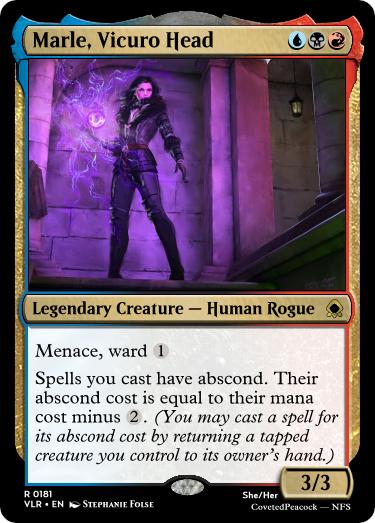 Marle, Vicuro Head
Legendary Creature — Human Rogue
Menace, ward 1
Spells you cast have abscond. Their
abscond cost is equal to their mana
cost minus 2. (You may cast a spell for
its abscond cost by returning a tapped
creature you control to its owner's hand.)
3/3
R 0181
VLR • EN Stephanie Folse
She/Her
CovetedPeacock — NFS